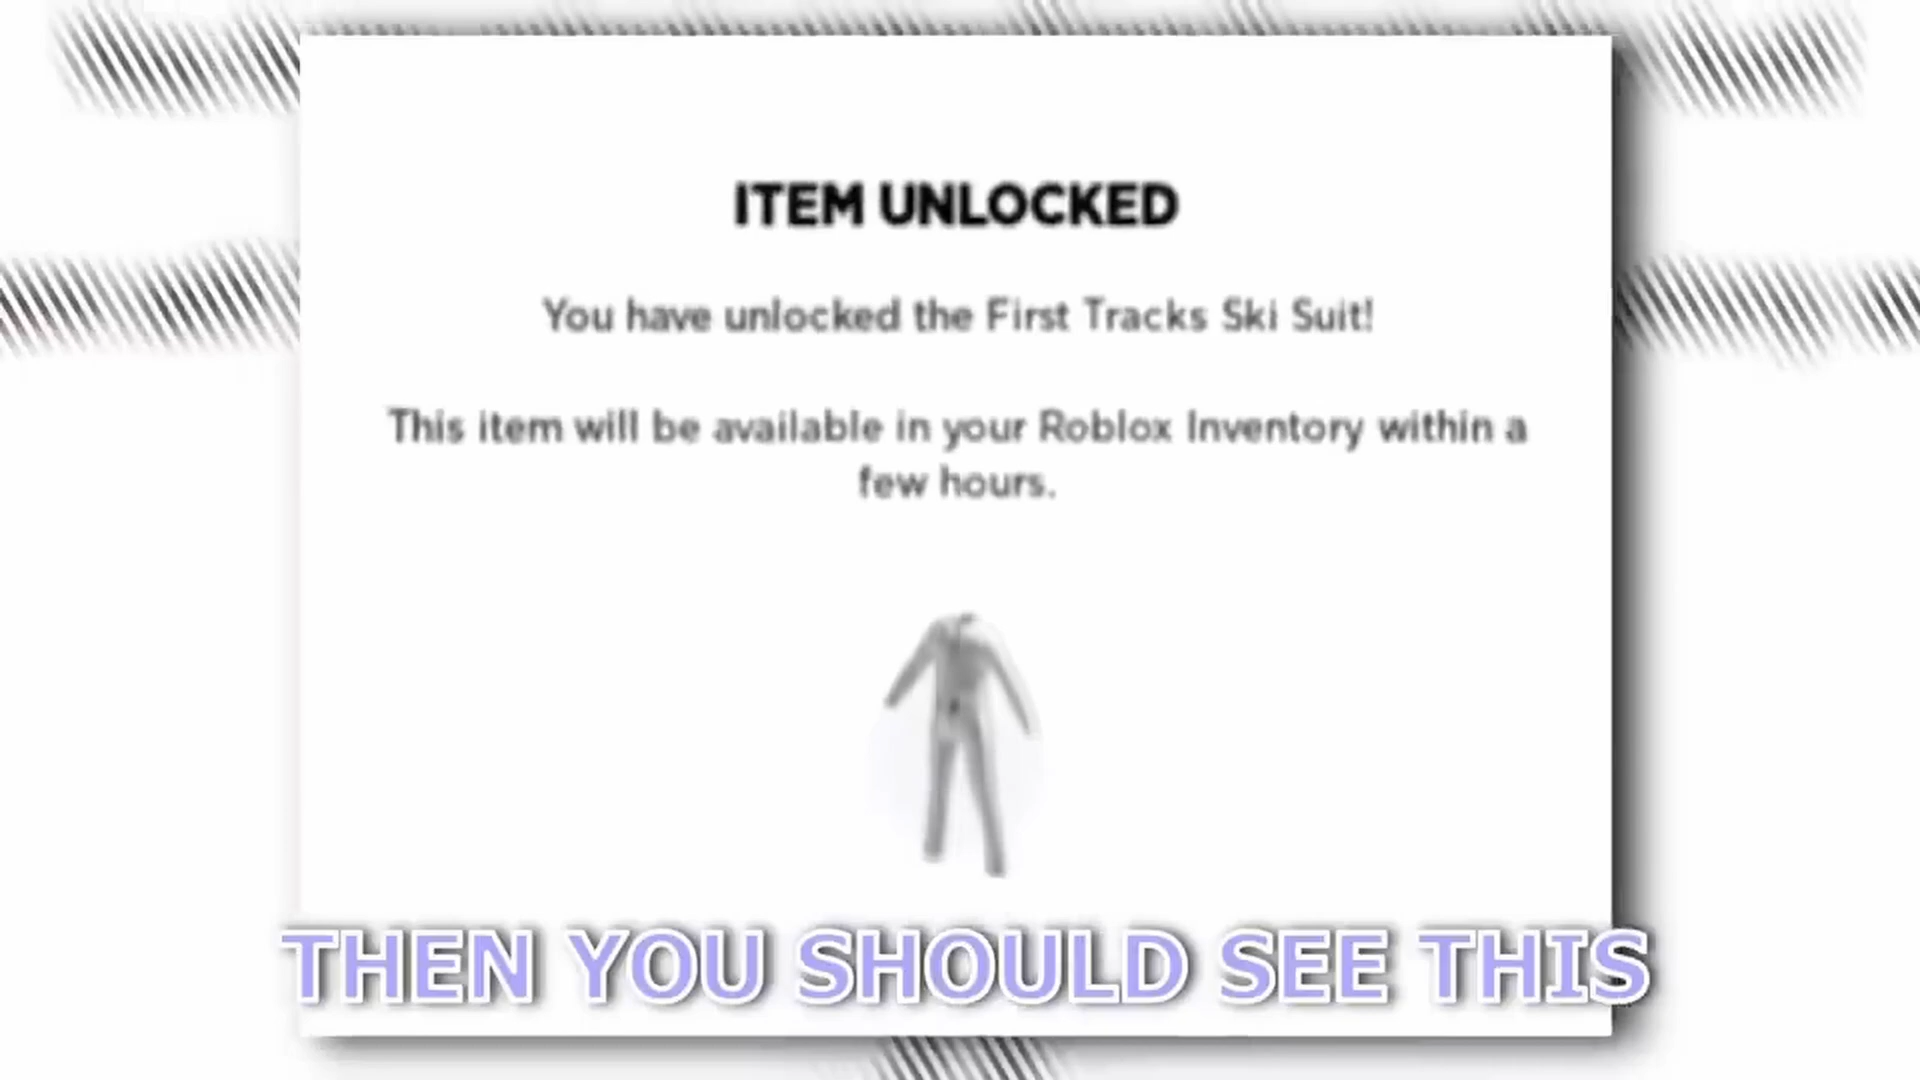 ITEM UNLOCKED
You have unlocked the First Tracks Ski Suit!
This item will be available in your Roblox Inventory within a
few hours.
THEN YOU SHOULD SEE THIS